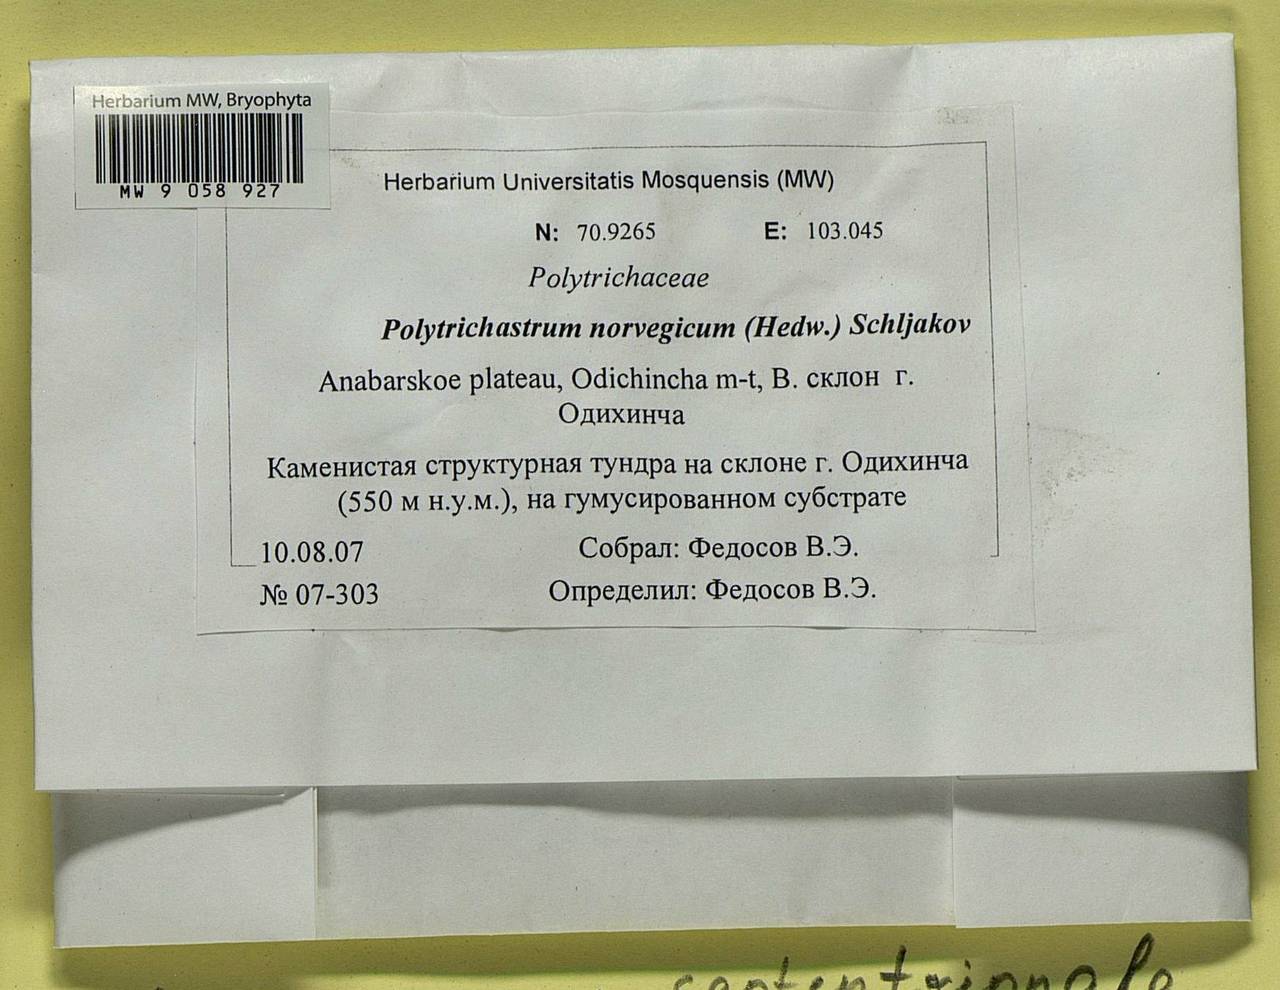 Herbarium MW, Bryophyta
MW 9 058 927
Herbarium Universitatis Mosquensis (MW)
N: 70.9265 E: 103.045
Polytrichaceae
Polytrichastrum norvegicum (Hedw.) Schljakov
Anabarskoe plateau, Odichincha m-t, В. склон г.
Одихинча
Каменистая структурная тундра на склоне г. Одихинча
(550 м н.у.м.), на гумусированном субстрате
10.08.07 Собрал: Федосов В.Э.
№ 07-303 Определил: Федосов В.Э.